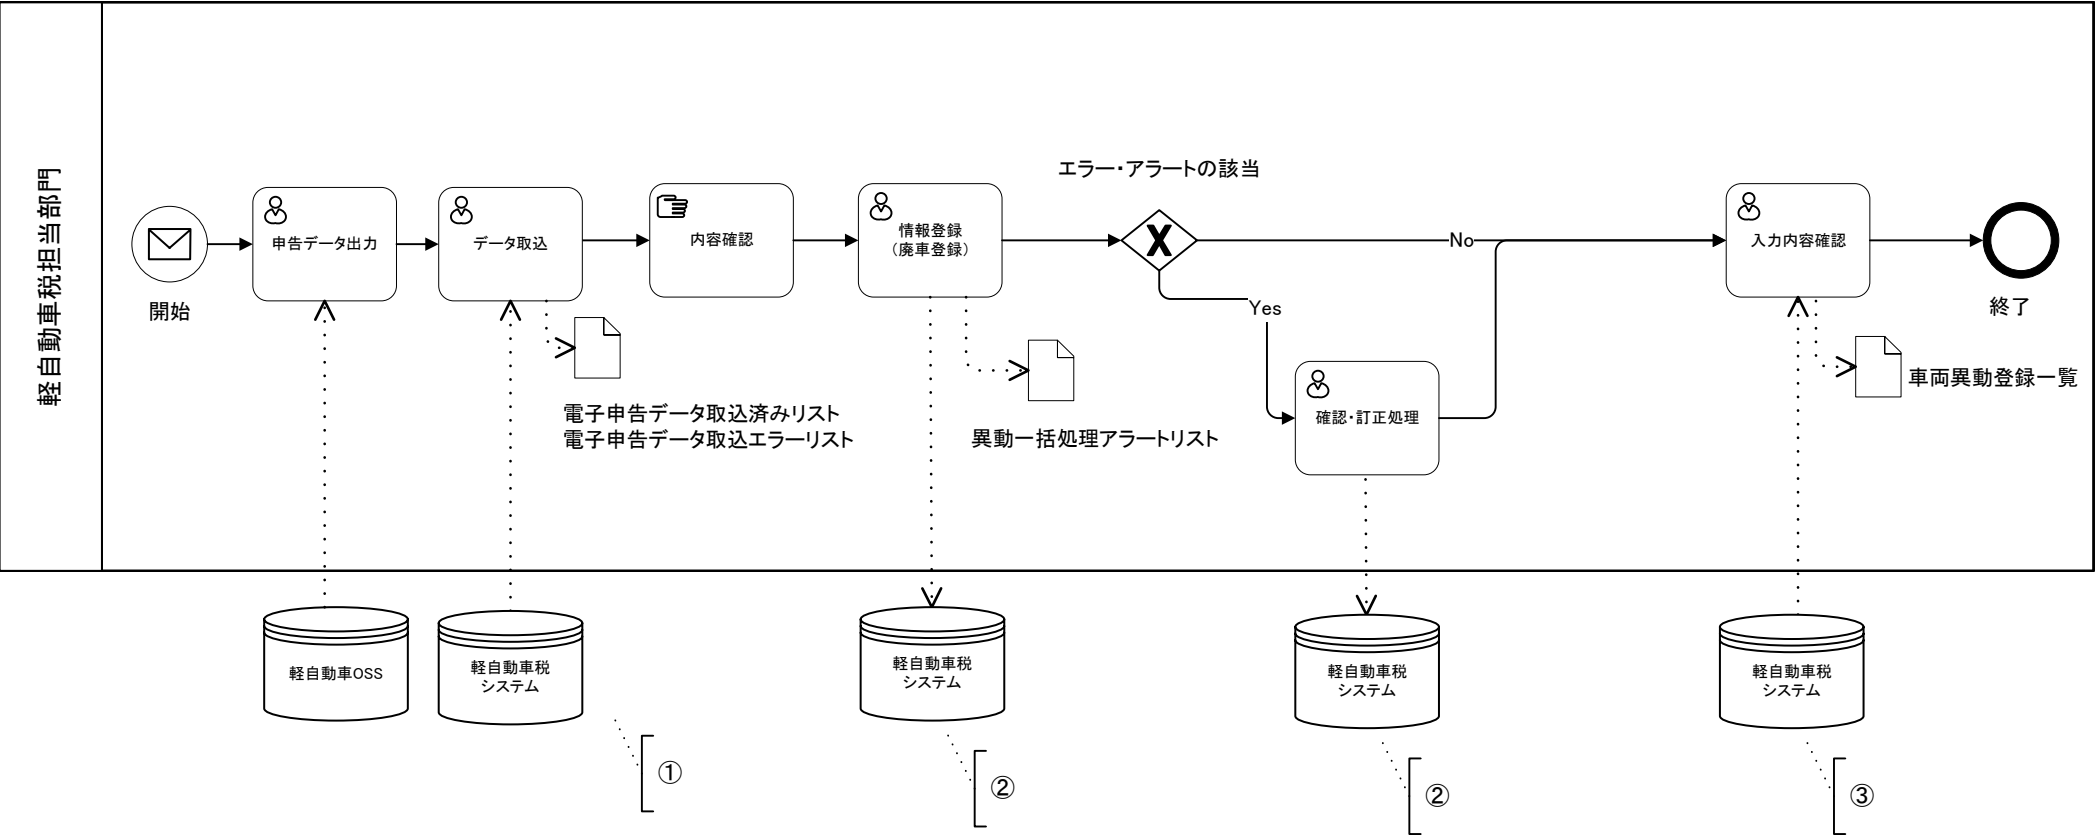 軽自動車税担当部門
開始
申告データ出力
データ取込
内容確認
情報登録
（廃車登録）
エラー・アラートの該当
No
Yes
確認・訂正処理
入力内容確認
終了
電子申告データ取込済みリスト
電子申告データ取込エラーリスト
異動一括処理アラートリスト
車両異動登録一覧
軽自動車OSS
軽自動車税
システム
軽自動車税
システム
軽自動車税
システム
軽自動車税
システム
①
②
②
③